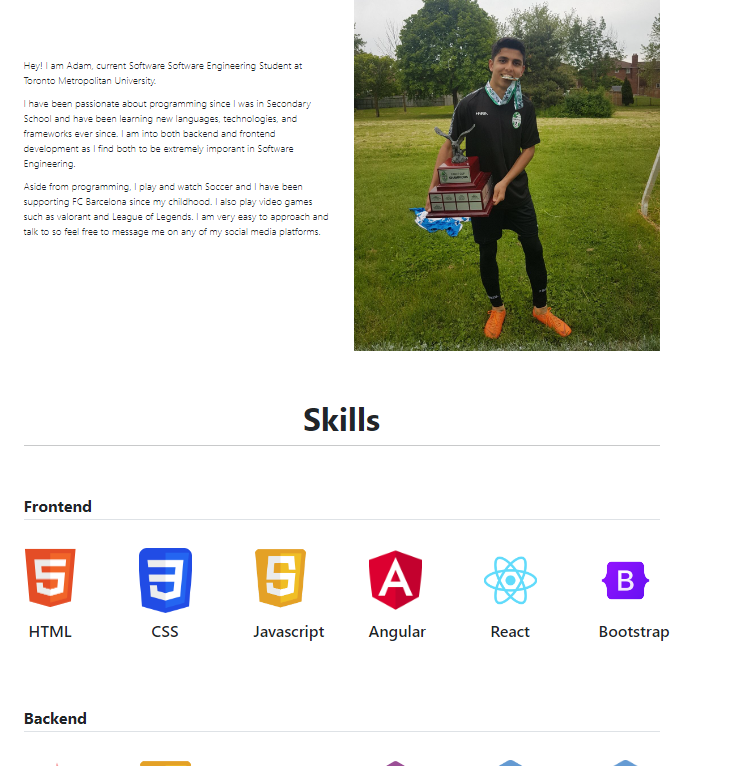 Hey! I am Adam, current Software Software Engineering Student at
Toronto Metropolitan University.
I have been passionate about programming since I was in Secondary
School and have been learning new languages, technologies, and
frameworks ever since. I am into both backend and frontend
development as I find both to be extremely imporant in Software
Engineering.
Aside from programming, I play and watch Soccer and I have been
supporting FC Barcelona since my childhood. I also play video games
such as valorant and League of Legends. I am very easy to approach and
talk to so feel free to message me on any of my social media platforms.
Skills
Frontend
HTML
CSS
Javascript
Angular
React
Bootstrap
Backend